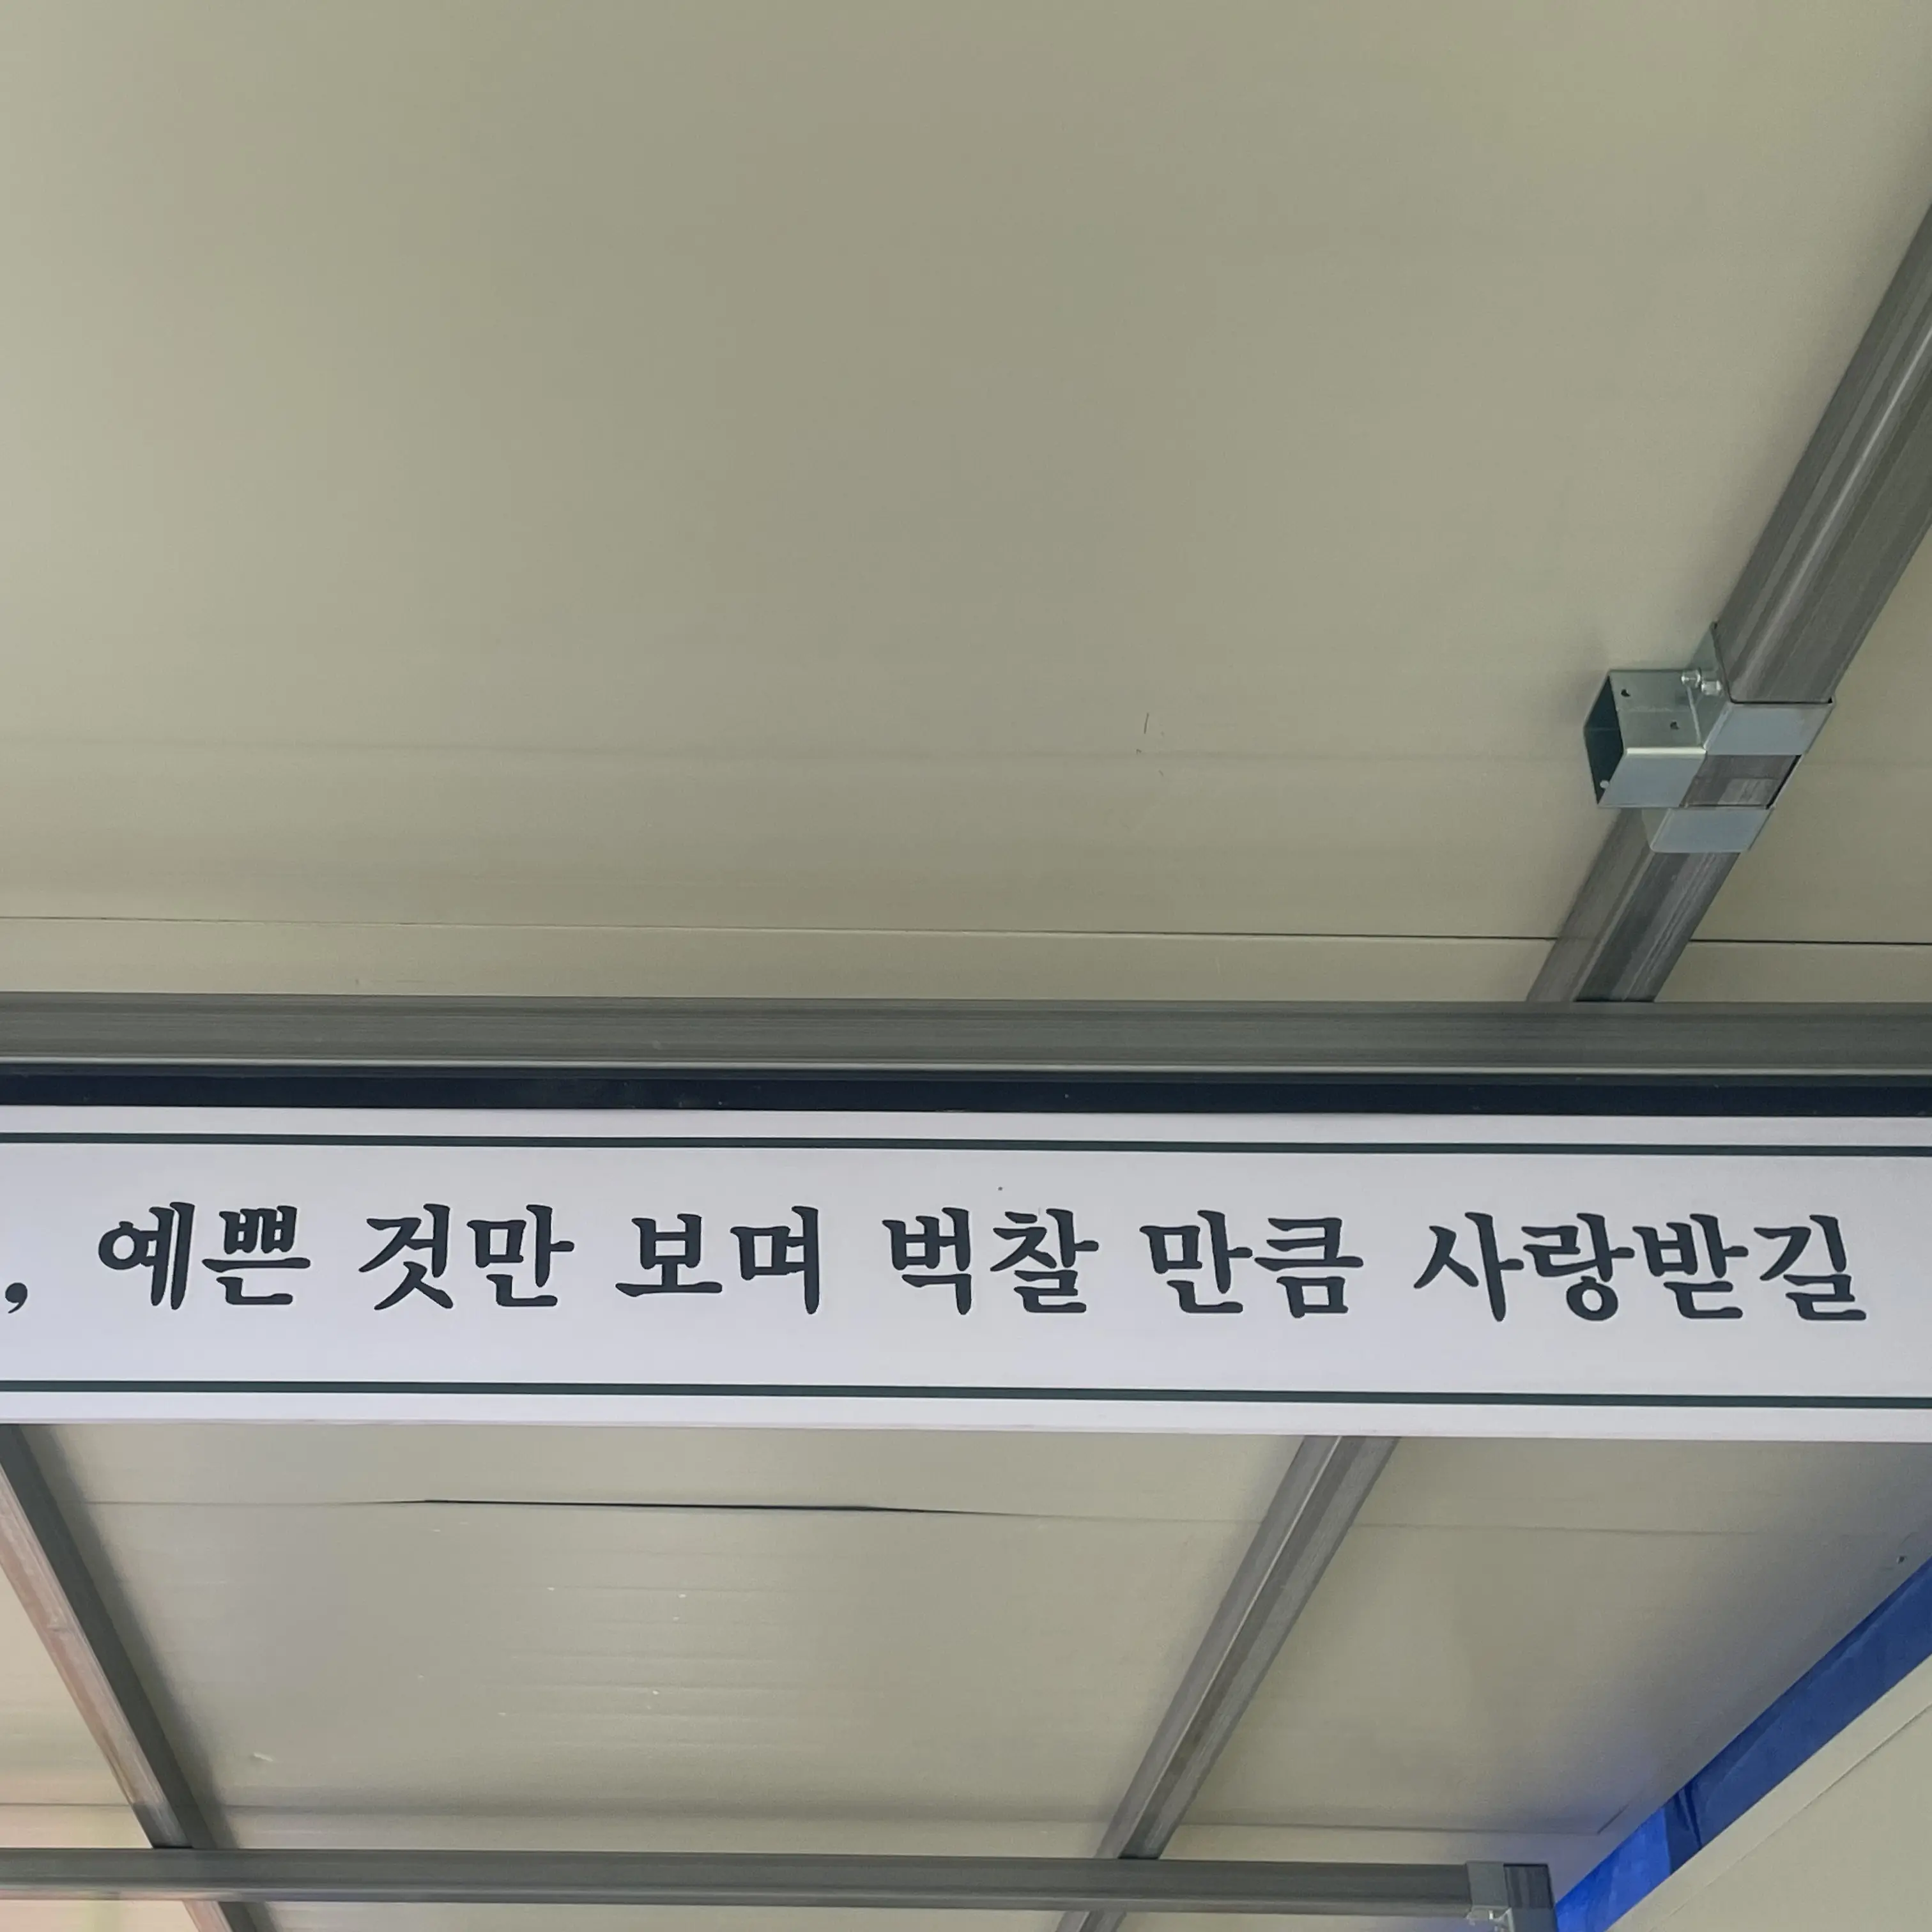 , 예쁜 것만 보며 벅찰 만큼 사랑받길